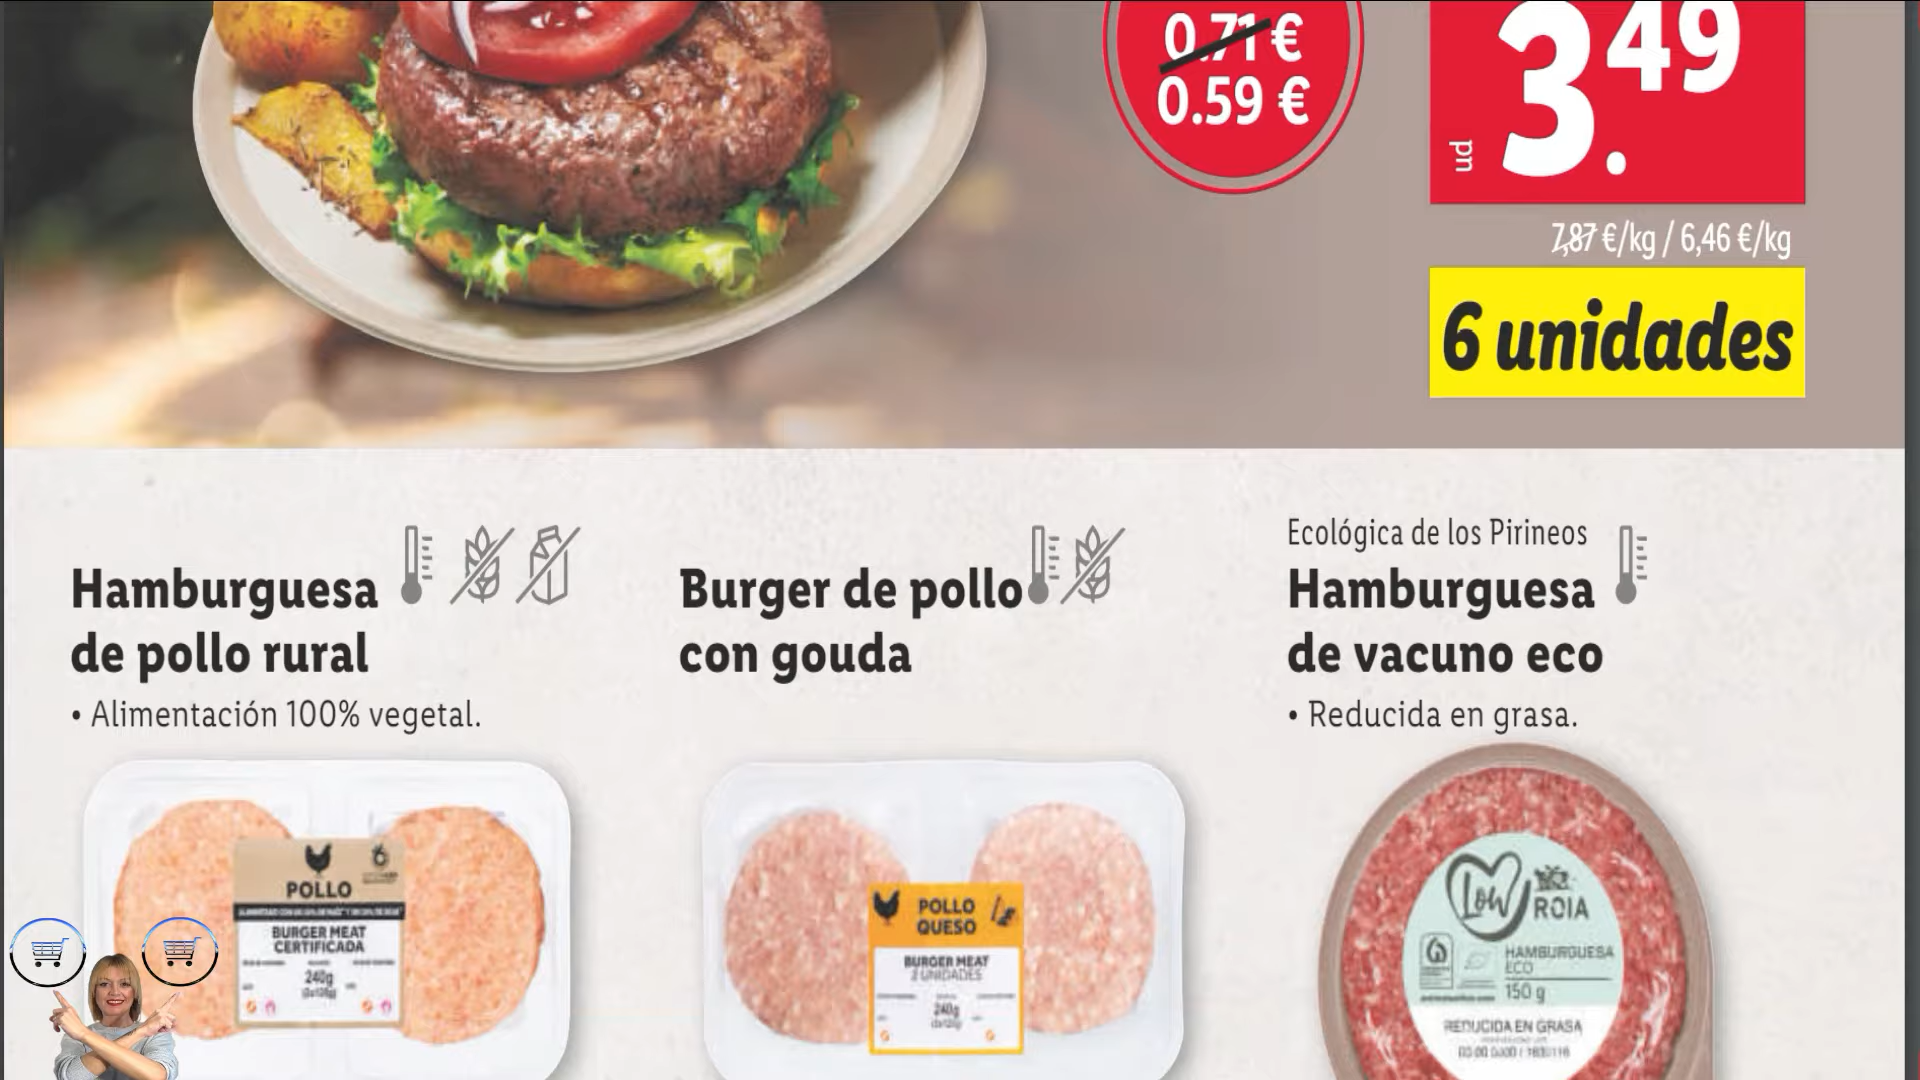 0.71 €
0.59 €
3.49
ud
7,87 €/kg / 6,46 €/kg
6 unidades
Hamburguesa
de pollo rural
• Alimentación 100% vegetal.
Burger de pollo
con gouda
Ecológica de los Pirineos
Hamburguesa
de vacuno eco
• Reducida en grasa.
POLLO
BURGER MEAT
CERTIFICADA
240g
POLLO
QUESO
BURGER MEAT
2 UNIDADES
240g
Low
ROIA
HAMBURGUESA
ECO
150 g
REDUCIDA EN GRASA